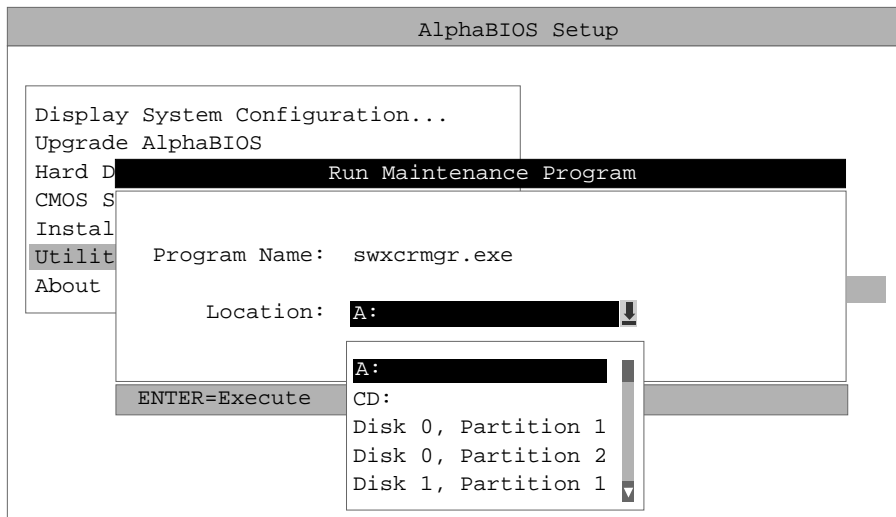 AlphaBIOS Setup
Display System Configuration...
Upgrade AlphaBIOS
Hard D
Run Maintenance Program
CMOS S
Instal
Utilit
Program Name: swxcrmgr.exe
About
Location: A:
A:
ENTER=Execute
CD:
Disk 0, Partition 1
Disk 0, Partition 2
Disk 1, Partition 1